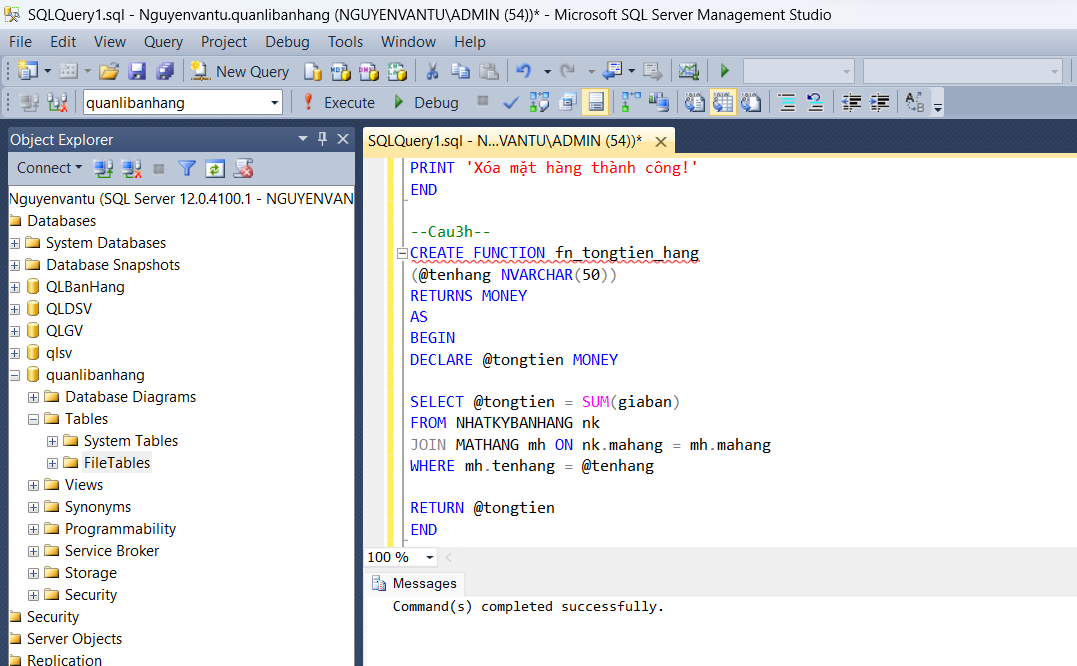 SQLQuery1.sql - Nguyenvantu.quanlibanhang (NGUYENVANTU\ADMIN (54))* - Microsoft SQL Server Management Studio
File Edit View Query Project Debug Tools Window Help
New Query
quanlibanhang Execute Debug
Object Explorer
Connect
Nguyenvantu (SQL Server 12.0.4100.1 - NGUYENVAN
Databases
System Databases
Database Snapshots
QLBanHang
QLDSV
QLGV
qlsv
quanlibanhang
Database Diagrams
Tables
System Tables
FileTables
Views
Synonyms
Programmability
Service Broker
Storage
Security
Security
Server Objects
Replication
SQLQuery1.sql - N...VANTU\ADMIN (54))*
PRINT 'Xóa mặt hàng thành công!'
END
--Cau3h--
CREATE FUNCTION fn_tongtien_hang
(@tenhang NVARCHAR(50))
RETURNS MONEY
AS
BEGIN
DECLARE @tongtien MONEY
SELECT @tongtien = SUM(giaban)
FROM NHATKYBANHANG nk
JOIN MATHANG mh ON nk.mahang = mh.mahang
WHERE mh.tenhang = @tenhang
RETURN @tongtien
END
100 %
Messages
Command(s) completed successfully.